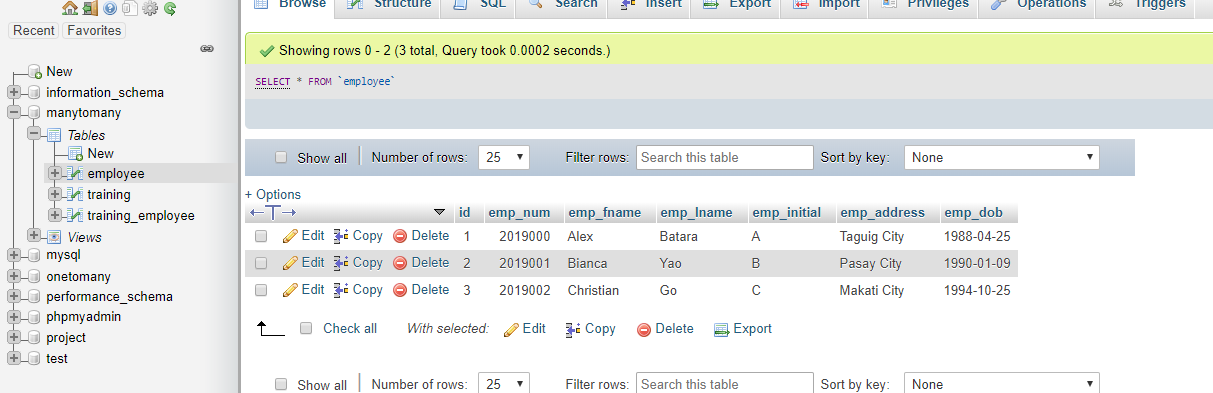 Browse Structure SQL Search Insert Export Import Privileges Operations Triggers
Recent Favorites
New
information_schema
manytomany
Tables
New
employee
training
training_employee
Views
mysql
onetomany
performance_schema
phpmyadmin
project
test
Showing rows 0 - 2 (3 total, Query took 0.0002 seconds.)
SELECT * FROM `employee`
Show all Number of rows: 25 Filter rows: Search this table Sort by key: None
+ Options
id emp_num emp_fname emp_lname emp_initial emp_address emp_dob
Edit Copy Delete 1 2019000 Alex Batara A Taguig City 1988-04-25
Edit Copy Delete 2 2019001 Bianca Yao B Pasay City 1990-01-09
Edit Copy Delete 3 2019002 Christian Go C Makati City 1994-10-25
Check all With selected: Edit Copy Delete Export
Show all Number of rows: 25 Filter rows: Search this table Sort by key: None